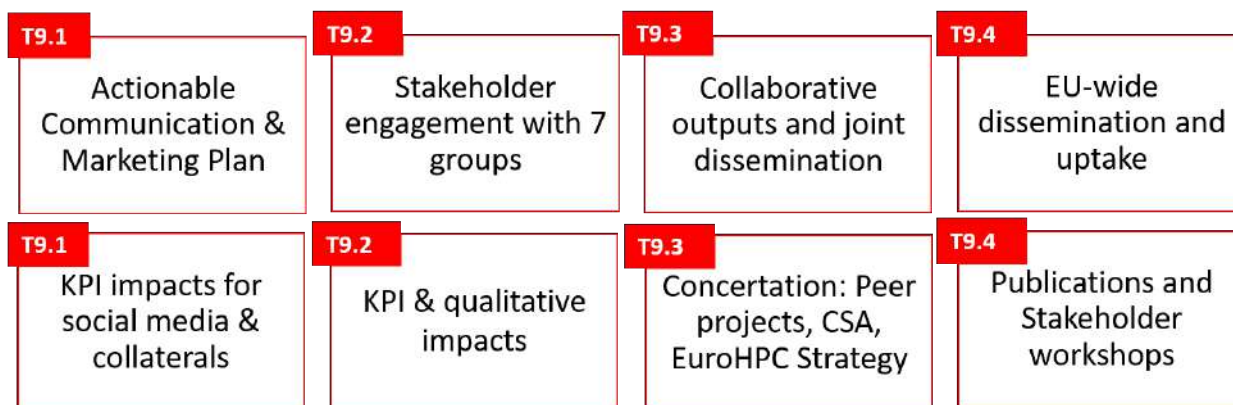 T9.1
Actionable
Communication &
Marketing Plan
T9.2
Stakeholder
engagement with 7
groups
T9.3
Collaborative
outputs and joint
dissemination
T9.4
EU-wide
dissemination and
uptake
T9.1
KPI impacts for
social media &
collaterals
T9.2
KPI & qualitative
impacts
T9.3
Concertation: Peer
projects, CSA,
EuroHPC Strategy
T9.4
Publications and
Stakeholder
workshops